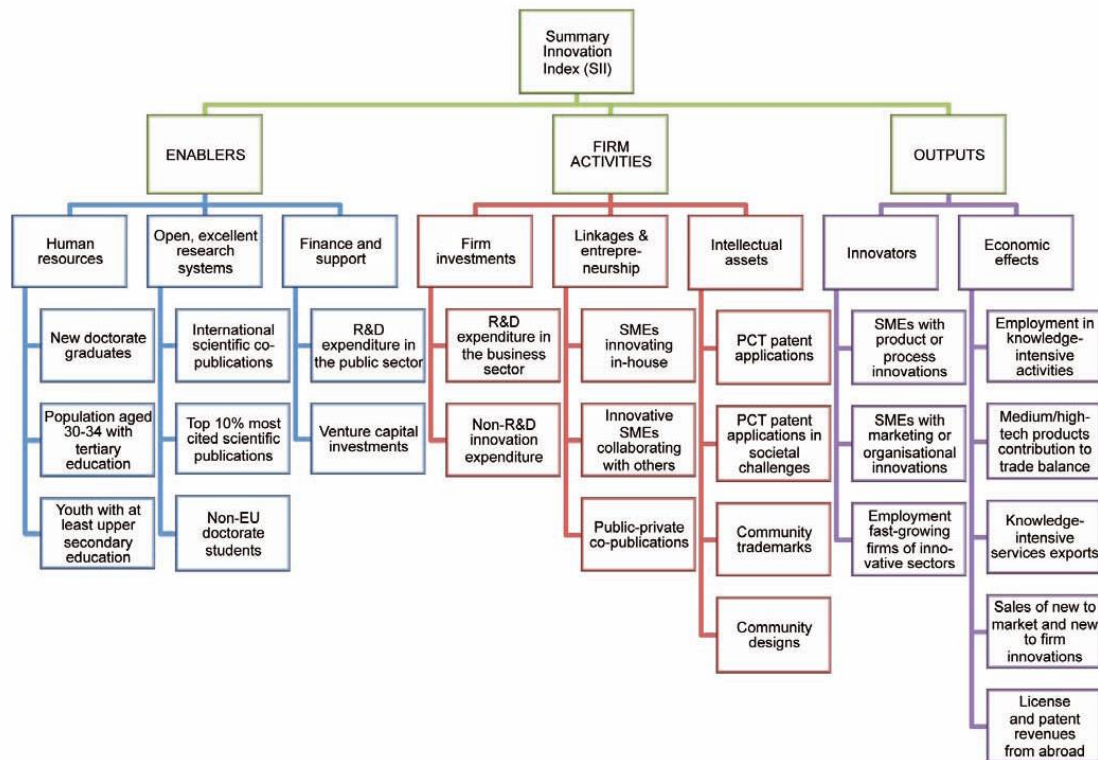 Summary
Innovation
Index (SII)
ENABLERS
FIRM
ACTIVITIES
OUTPUTS
Human
resources
Open, excellent
research
systems
Finance and
support
Firm
investments
Linkages &
entrepre-
neurship
Intellectual
assets
Innovators
Economic
effects
New doctorate
graduates
Population aged
30-34 with
tertiary
education
Youth with at
least upper
secondary
education
International
scientific co-
publications
Top 10% most
cited scientific
publications
Non-EU
doctorate
students
R&D
expenditure in
the public sector
Venture capital
investments
R&D
expenditure in
the business
sector
Non-R&D
innovation
expenditure
SMEs
innovating
in-house
Innovative
SMEs
collaborating
with others
Public-private
co-publications
PCT patent
applications
PCT patent
applications in
societal
challenges
Community
trademarks
Community
designs
SMEs with
product or
process
innovations
SMEs with
marketing or
organisational
innovations
Employment
fast-growing
firms of inno-
vative sectors
Employment in
knowledge-
intensive
activities
Medium/high-
tech products
contribution to
trade balance
Knowledge-
intensive
services exports
Sales of new to
market and new
to firm
innovations
License
and patent
revenues
from abroad